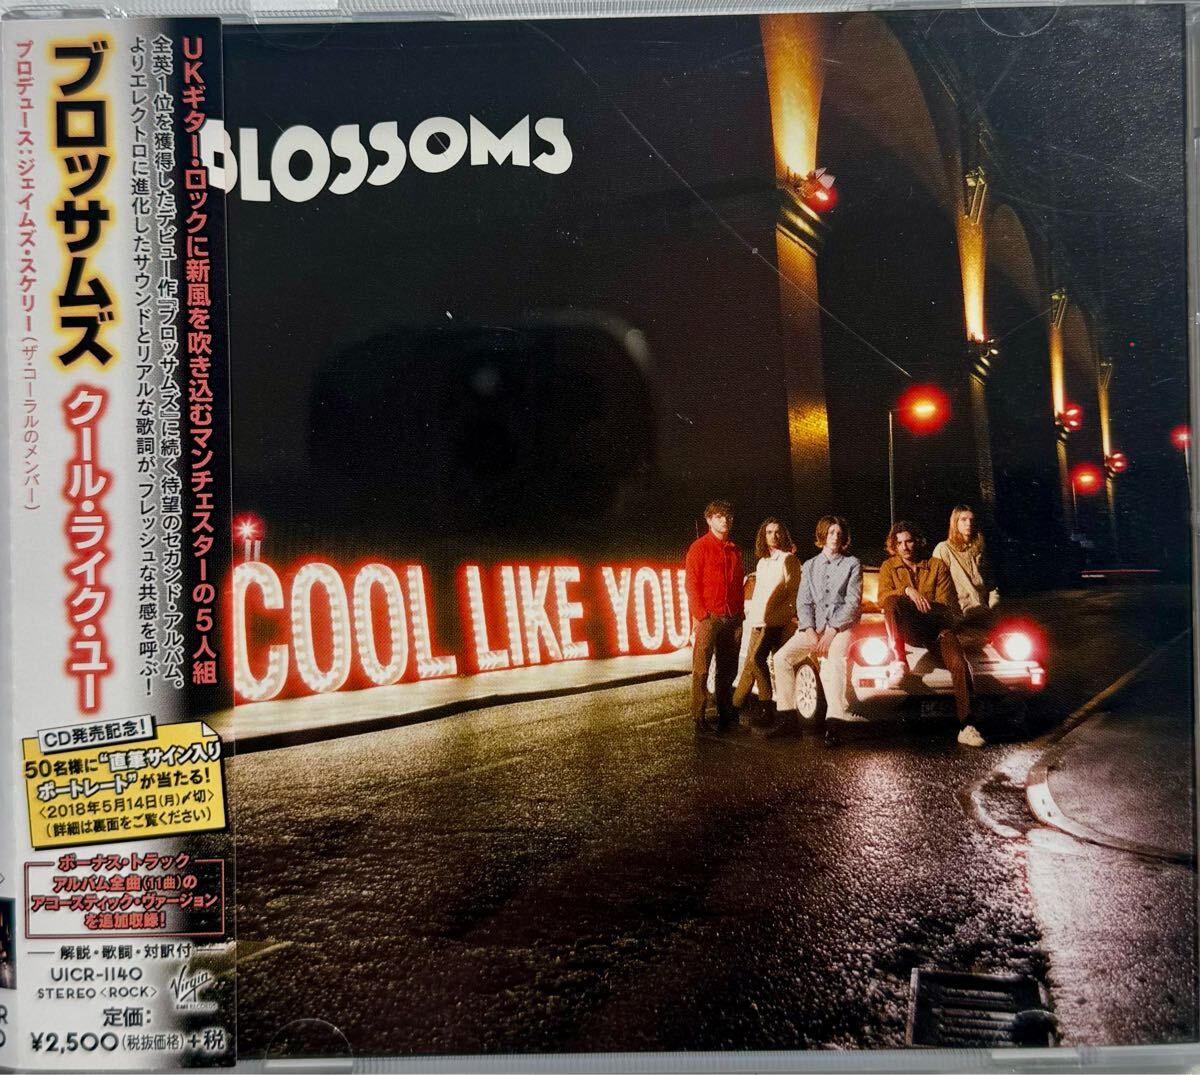 UKギター・ロックに新風を吹き込むマンチェスターの5人組
全英1位を獲得したデビュー作『ブロッサムズ』に続く待望のセカンド・アルバム。
よりエレクトロに進化したサウンドとリアルな歌詞が、フレッシュな共感を呼ぶ!
ブロッサムズ クール・ライク・ユー
プロデュース:ジェイムズ・スケリー(ザ・コーラルのメンバー)
CD発売記念!
50名様に“直筆サイン入り
ポートレート”が当たる!
<2018年5月14日(月)〆切>
(詳細は裏面をご覧ください)
ボーナス・トラック
アルバム全曲(11曲)の
アコースティック・ヴァージョン
を追加収録!
解説・歌詞・対訳付
UICR-1140
STEREO <ROCK>
Virgin
EMI RECORDS
定価:
¥2,500(税抜価格)+税
BLOSSOMS
COOL LIKE YOU